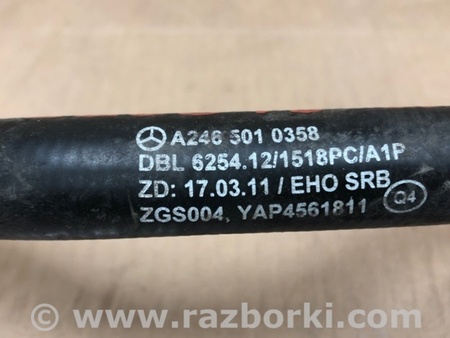 A246 501 0358
DBL 6254.12/1518PC/A1P
ZD: 17.03.11 / EHO SRB
ZGS004, YAP4561811 Q4
© www.razborki.com